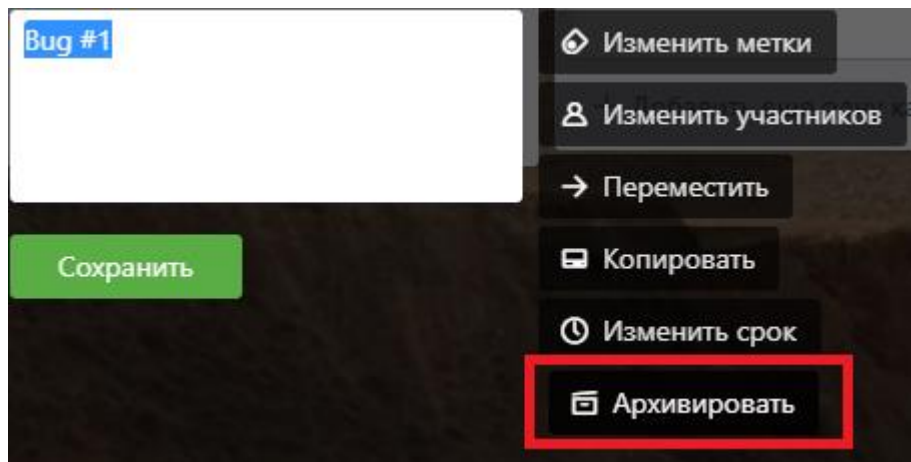 Bug #1
Изменить метки
Изменить участников
Переместить
Сохранить
Копировать
Изменить срок
Архивировать